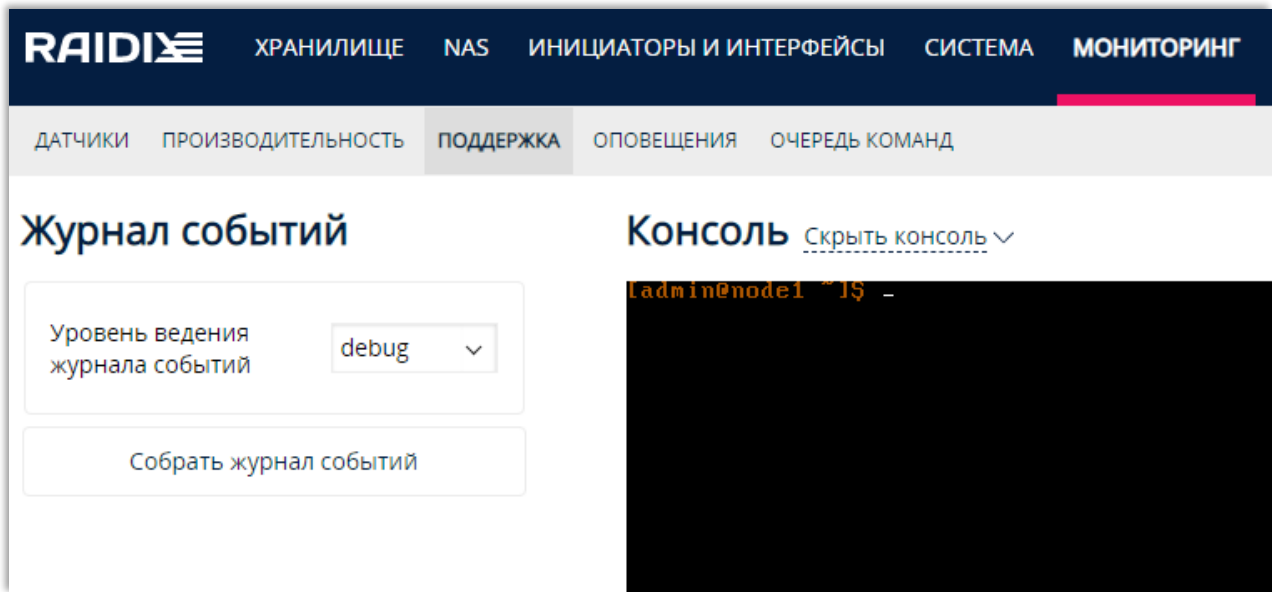 RAIDIX ХРАНИЛИЩЕ NAS ИНИЦИАТОРЫ И ИНТЕРФЕЙСЫ СИСТЕМА МОНИТОРИНГ
ДАТЧИКИ ПРОИЗВОДИТЕЛЬНОСТЬ ПОДДЕРЖКА ОПОВЕЩЕНИЯ ОЧЕРЕДЬ КОМАНД
Журнал событий
Консоль Скрыть консоль
Уровень ведения
журнала событий
debug
Собрать журнал событий
[admin@node1 ~]$ _